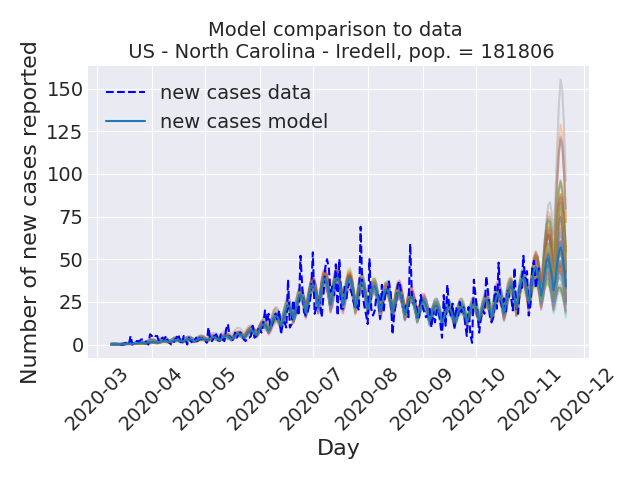 Model comparison to data
US - North Carolina - Iredell, pop. = 181806
Number of new cases reported
150
125
100
75
50
25
0
new cases data
new cases model
2020-03
2020-04
2020-05
2020-06
2020-07
2020-08
2020-09
2020-10
2020-11
2020-12
Day